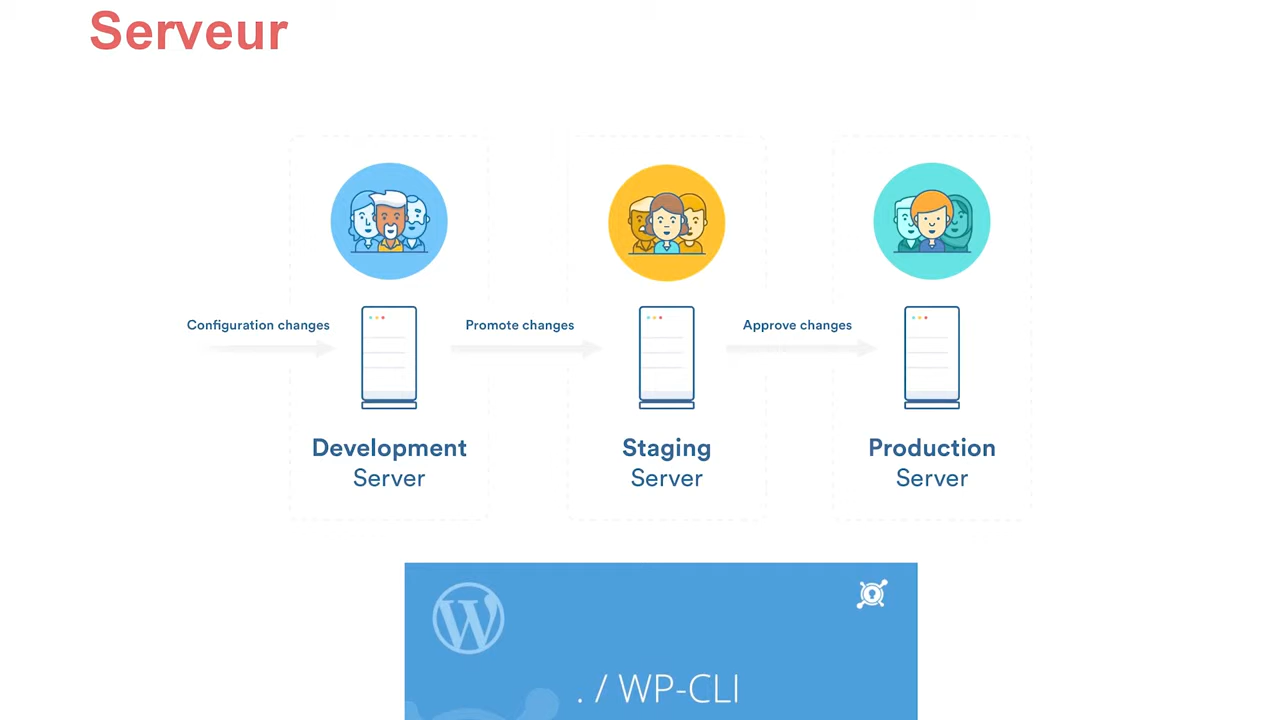 Serveur
Configuration changes
Promote changes
Approve changes
Development
Server
Staging
Server
Production
Server
. / WP-CLI